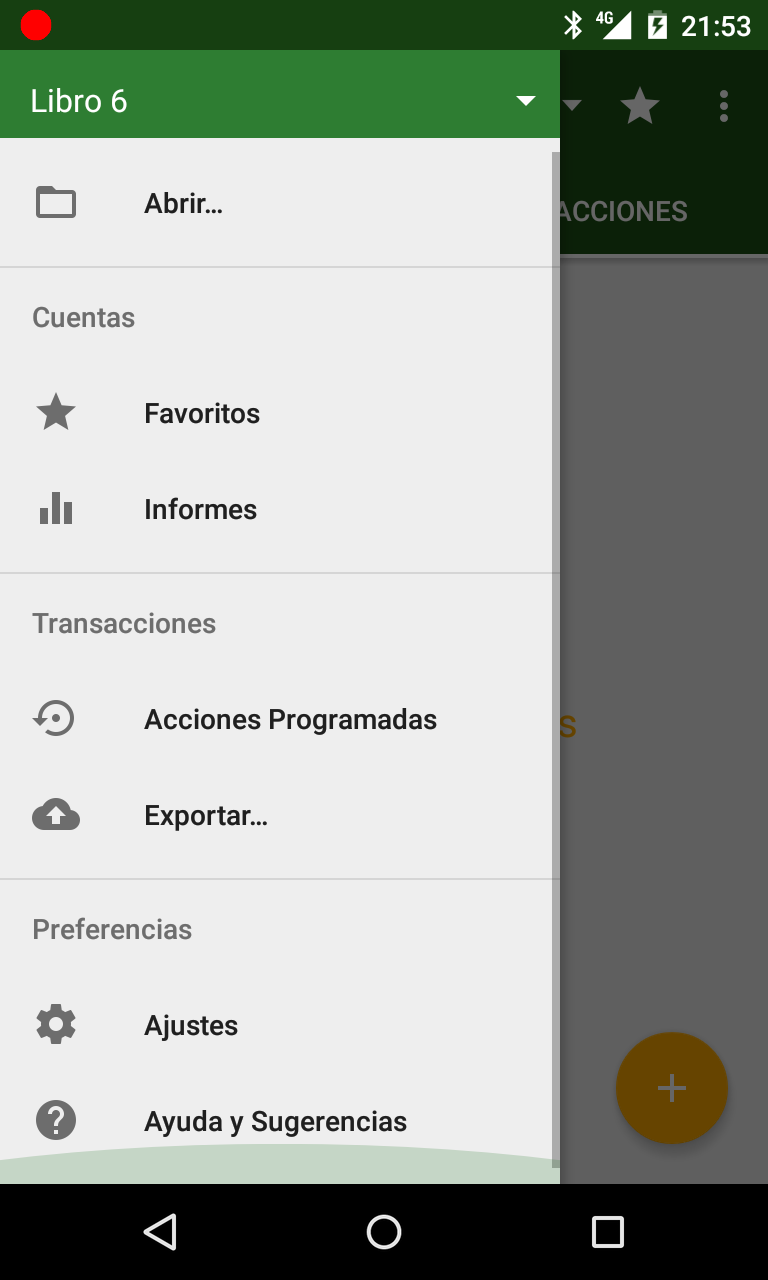 4G 21:53
Libro 6
Abrir…
ACCIONES
Cuentas
Favoritos
Informes
Transacciones
Acciones Programadas
s
Exportar…
Preferencias
Ajustes
Ayuda y Sugerencias